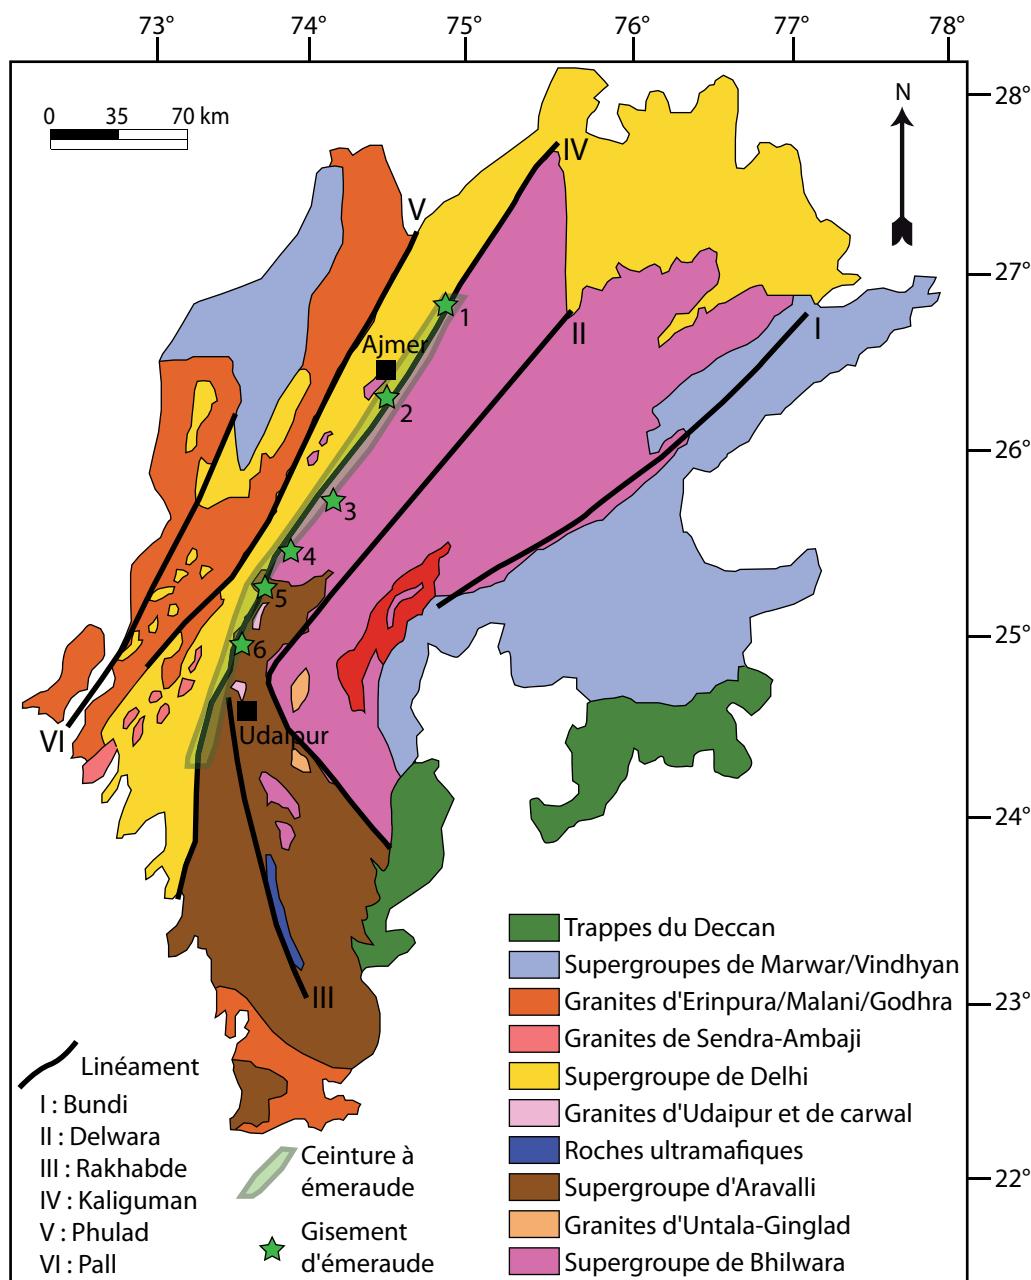 73° 74° 75° 76° 77° 78°
28°
27°
26°
25°
24°
23°
22°
0 35 70 km
N
IV
V
I
II
VI
III
1
Ajmer
2
3
4
5
6
Udaipur
Linéament
I : Bundi
II : Delwara
III : Rakhabde
IV : Kaliguman
V : Phulad
VI : Pall
Ceinture à
émeraude
Gisement
d'émeraude
Trappes du Deccan
Supergroupes de Marwar/Vindhyan
Granites d'Erinpura/Malani/Godhra
Granites de Sendra-Ambaji
Supergroupe de Delhi
Granites d'Udaipur et de carwal
Roches ultramafiques
Supergroupe d'Aravalli
Granites d'Untala-Ginglad
Supergroupe de Bhilwara